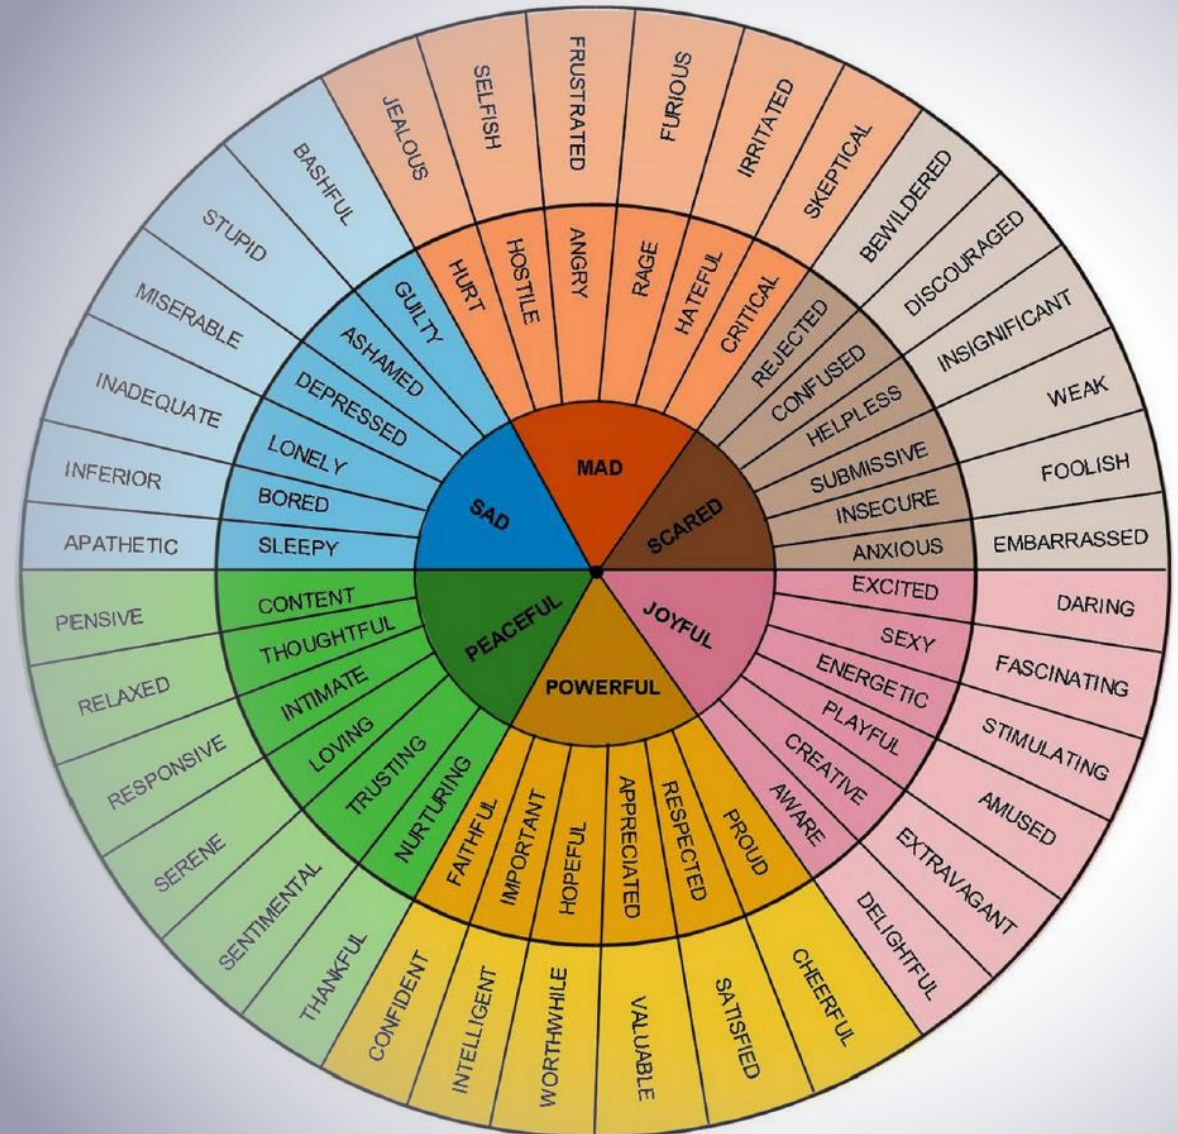 MAD
SCARED
JOYFUL
POWERFUL
PEACEFUL
SAD
HURT
HOSTILE
ANGRY
RAGE
HATEFUL
CRITICAL
REJECTED
CONFUSED
HELPLESS
SUBMISSIVE
INSECURE
ANXIOUS
EXCITED
SEXY
ENERGETIC
PLAYFUL
CREATIVE
AWARE
PROUD
RESPECTED
APPRECIATED
HOPEFUL
IMPORTANT
FAITHFUL
NURTURING
TRUSTING
LOVING
INTIMATE
THOUGHTFUL
CONTENT
SLEEPY
BORED
LONELY
DEPRESSED
ASHAMED
GUILTY
JEALOUS
SELFISH
FRUSTRATED
FURIOUS
IRRITATED
SKEPTICAL
BEWILDERED
DISCOURAGED
INSIGNIFICANT
WEAK
FOOLISH
EMBARRASSED
DARING
FASCINATING
STIMULATING
AMUSED
EXTRAVAGANT
DELIGHTFUL
CHEERFUL
SATISFIED
VALUABLE
WORTHWHILE
INTELLIGENT
CONFIDENT
THANKFUL
SENTIMENTAL
SERENE
RESPONSIVE
RELAXED
PENSIVE
APATHETIC
INFERIOR
INADEQUATE
MISERABLE
STUPID
BASHFUL